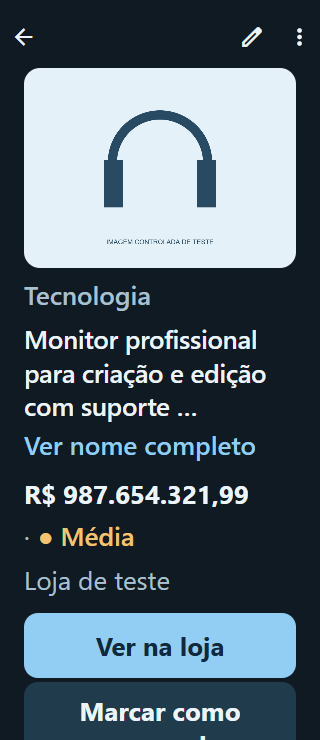 IMAGEM CONTROLADA DE TESTE
Tecnologia
Monitor profissional
para criação e edição
com suporte ...
Ver nome completo
R$ 987.654.321,99
· ● Média
Loja de teste
Ver na loja
Marcar como